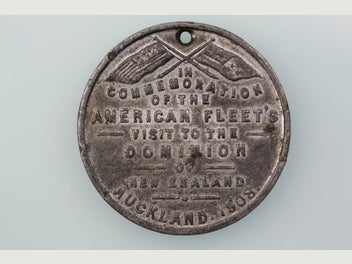 IN
COMMEMORATION
OF THE
AMERICAN FLEET'S
VISIT TO THE
DOMINION
OF
NEW ZEALAND
AUCKLAND. 1908